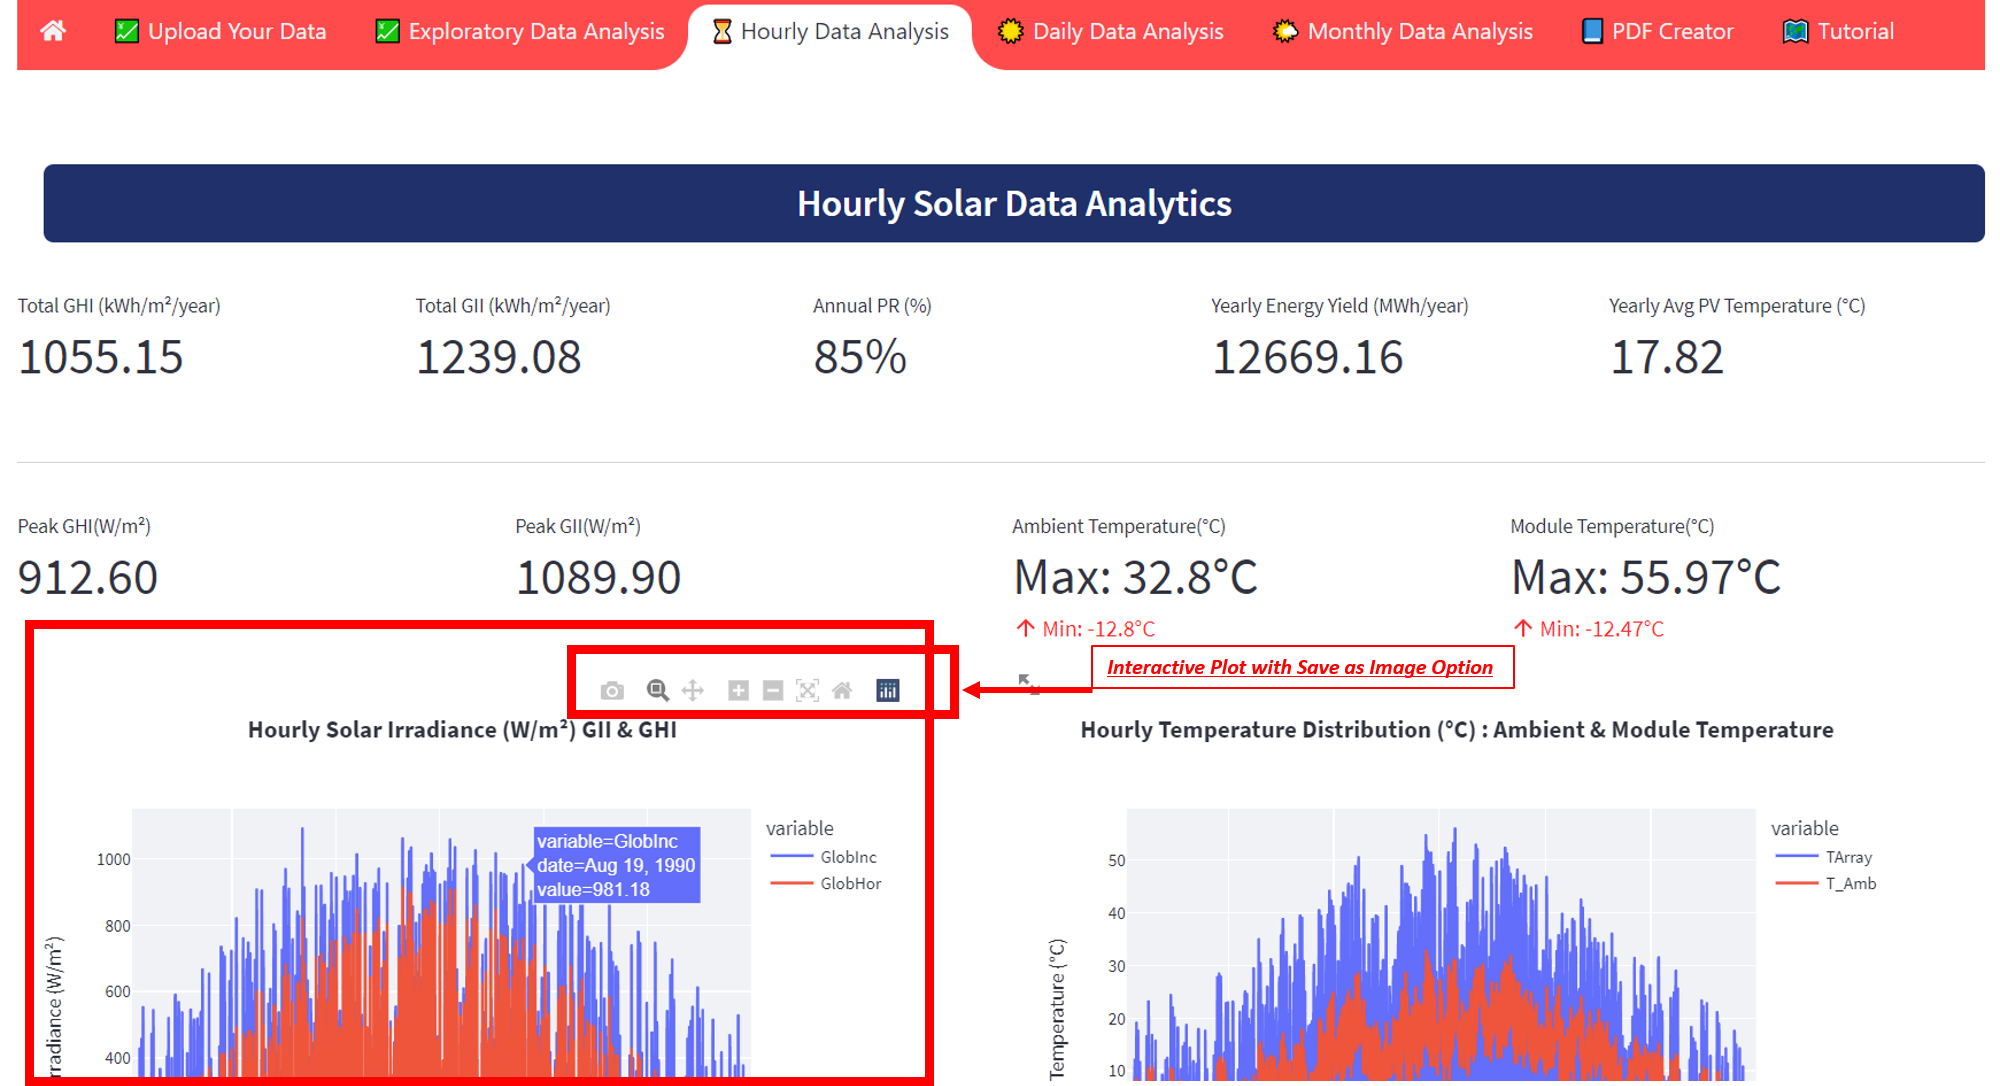 Upload Your Data
Exploratory Data Analysis
Hourly Data Analysis
Daily Data Analysis
Monthly Data Analysis
PDF Creator
Tutorial
Hourly Solar Data Analytics
Total GHI (kWh/m²/year)
1055.15
Total GII (kWh/m²/year)
1239.08
Annual PR (%)
85%
Yearly Energy Yield (MWh/year)
12669.16
Yearly Avg PV Temperature (°C)
17.82
Peak GHI(W/m²)
912.60
Peak GII(W/m²)
1089.90
Ambient Temperature(°C)
Max: 32.8°C
↑ Min: -12.8°C
Module Temperature(°C)
Max: 55.97°C
↑ Min: -12.47°C
Interactive Plot with Save as Image Option
Hourly Solar Irradiance (W/m²) GII & GHI
variable=GlobInc
date=Aug 19, 1990
value=981.18
variable
GlobInc
GlobHor
1000
800
600
400
(W/m²)
Hourly Temperature Distribution (°C) : Ambient & Module Temperature
variable
TArray
T_Amb
50
40
30
20
10
Temperature (°C)